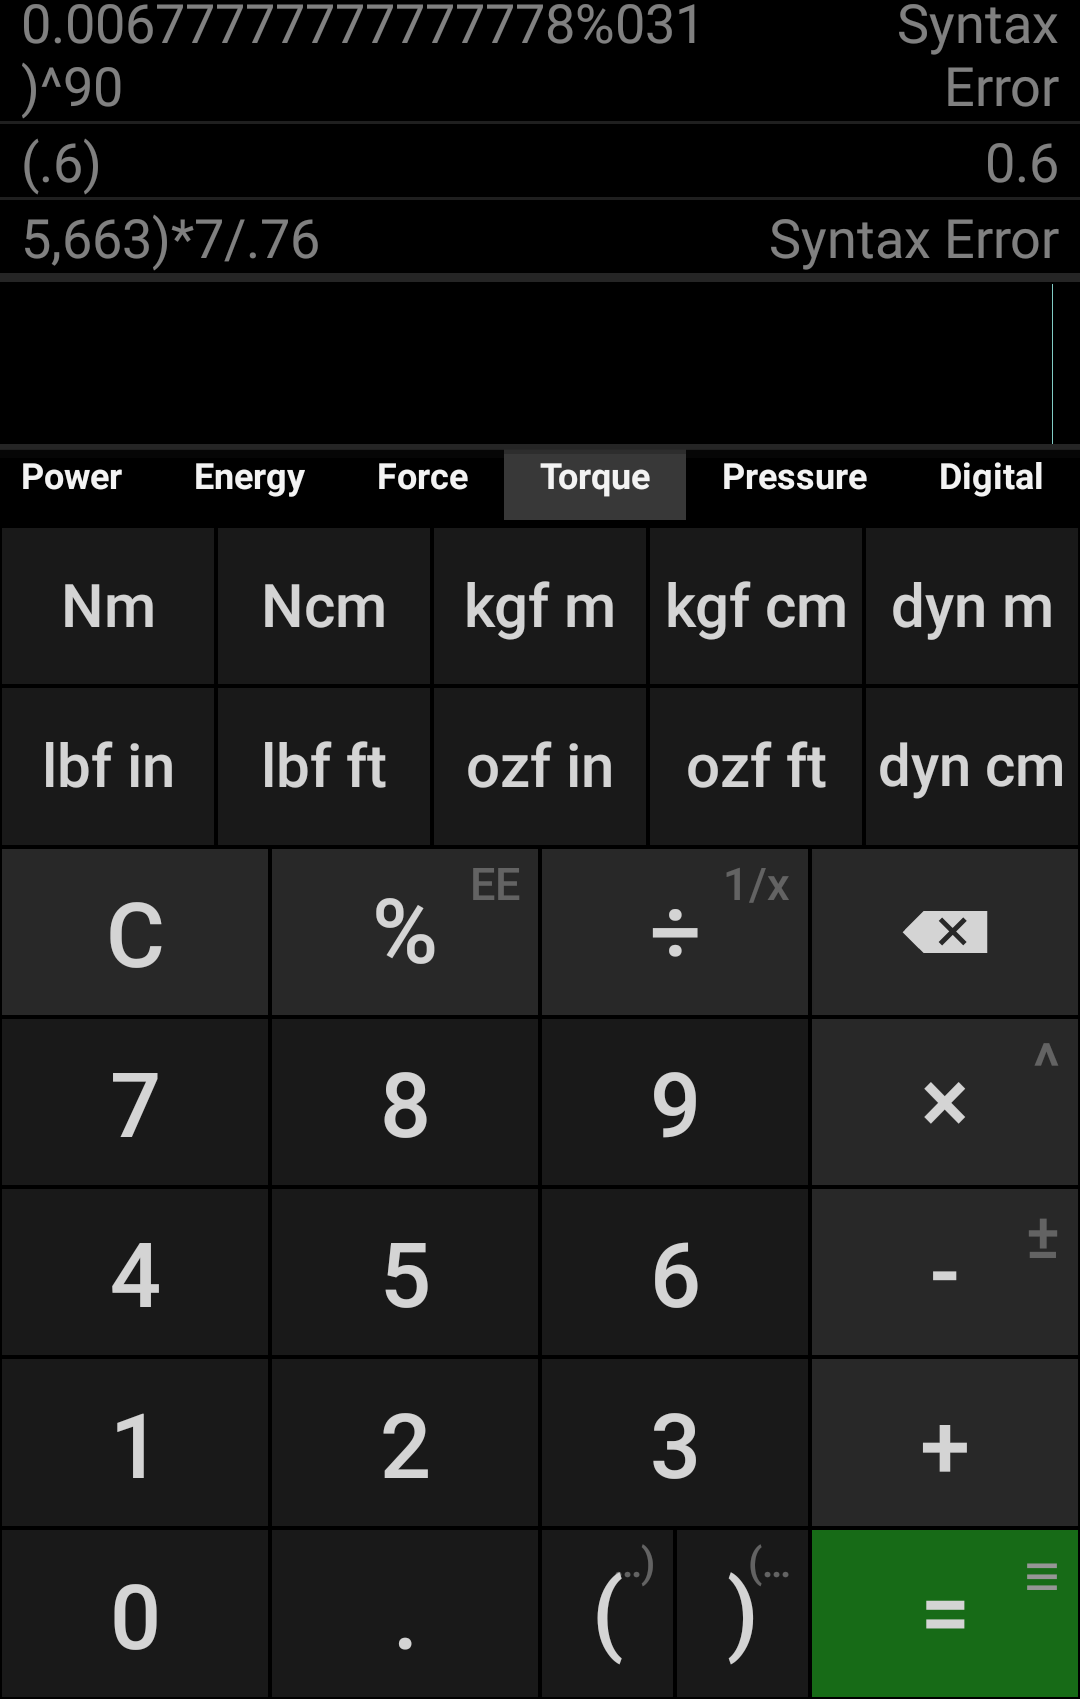 0.0067777777777777778%031 Syntax
)^90 Error
(.6) 0.6
5,663)*7/.76 Syntax Error
Power Energy Force Torque Pressure Digital
Nm Ncm kgf m kgf cm dyn m
lbf in lbf ft ozf in ozf ft dyn cm
C % EE ÷ 1/x
7 8 9 × ^
4 5 6 - ±
1 2 3 + 
0 . ( ..) ) (... = ≡